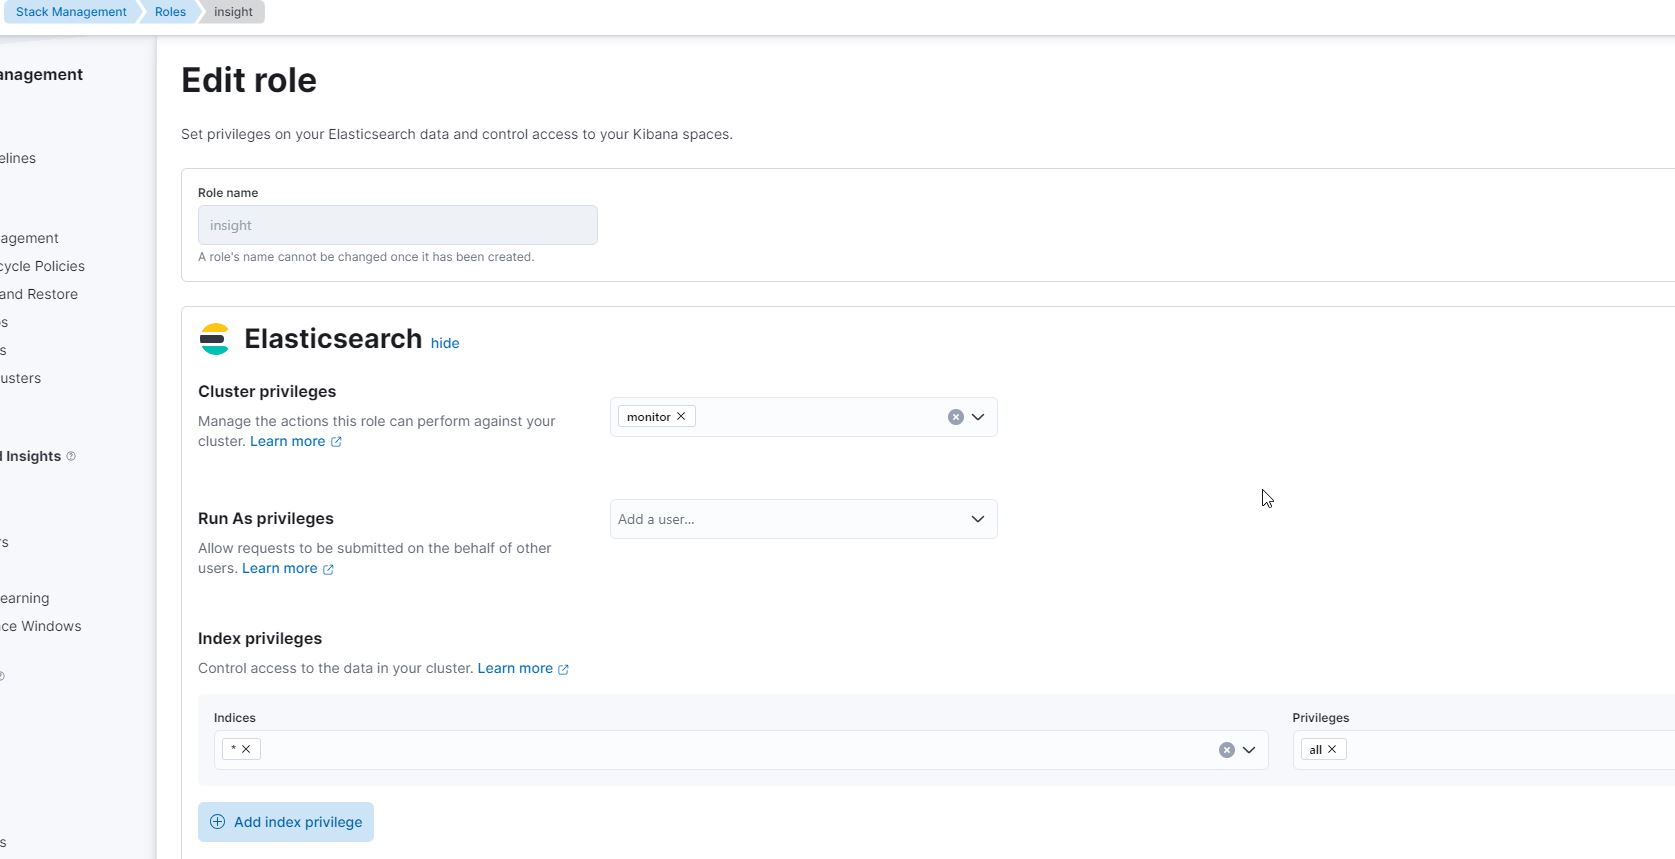 Stack Management
Roles
insight
anagement
elines
agement
cycle Policies
and Restore
s
s
usters
Insights
s
earning
ce Windows
s
Edit role
Set privileges on your Elasticsearch data and control access to your Kibana spaces.
Role name
insight
A role's name cannot be changed once it has been created.
Elasticsearch hide
Cluster privileges
Manage the actions this role can perform against your
cluster. Learn more
monitor
Run As privileges
Allow requests to be submitted on the behalf of other
users. Learn more
Add a user...
Index privileges
Control access to the data in your cluster. Learn more
Indices
*
Privileges
all
Add index privilege